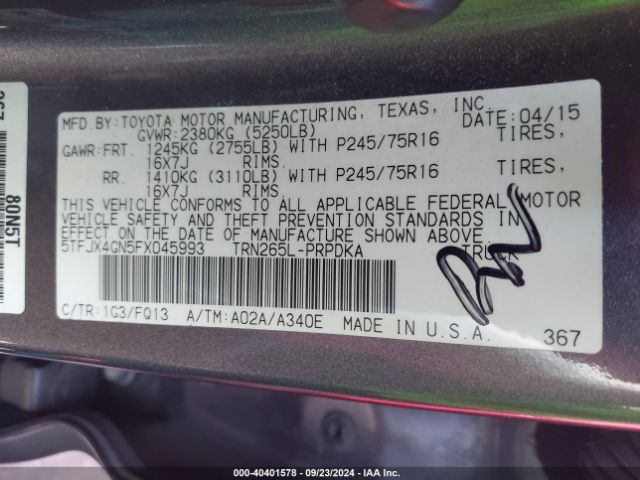 MFD.BY:TOYOTA MOTOR MANUFACTURING, TEXAS, INC.
DATE:04/15
GVWR:2380KG (5250LB)
GAWR:FRT. 1245KG (2755LB) WITH P245/75R16 TIRES,
16X7J RIMS.
RR. 1410KG (3110LB) WITH P245/75R16 TIRES,
16X7J RIMS.
THIS VEHICLE CONFORMS TO ALL APPLICABLE FEDERAL MOTOR
VEHICLE SAFETY AND THEFT PREVENTION STANDARDS IN
EFFECT ON THE DATE OF MANUFACTURE SHOWN ABOVE.
5TFJX4GN5FX045993 TRN265L-PRPDKA TRUCK
C/TR:1G3/FQ13 A/TM:A02A/A340E MADE IN U.S.A. 367
80N5T
367
000-40401578 - 09/23/2024 - IAA Inc.